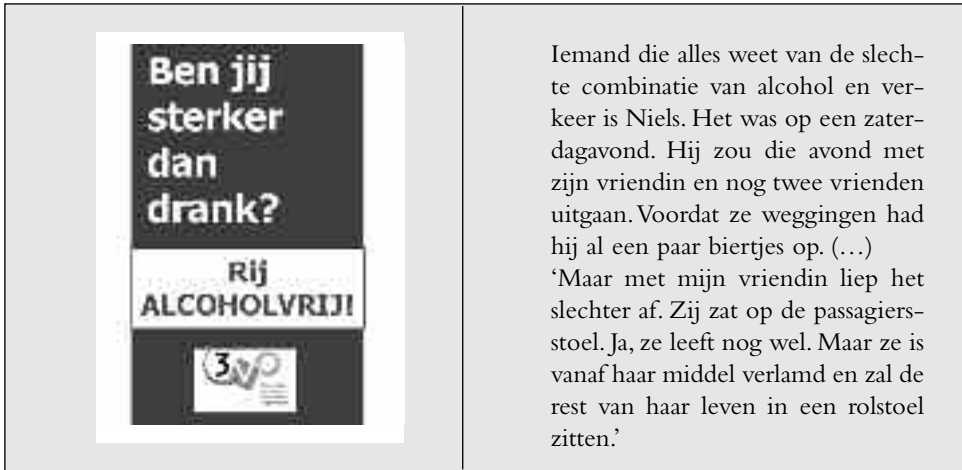 Ben jij
sterker
dan
drank?
Rij
ALCOHOLVRIJ!
3VO
Iemand die alles weet van de slech-
te combinatie van alcohol en ver-
keer is Niels. Het was op een zater-
dagavond. Hij zou die avond met
zijn vriendin en nog twee vrienden
uitgaan. Voordat ze weggingen had
hij al een paar biertjes op. (…)
‘Maar met mijn vriendin liep het
slechter af. Zij zat op de passagiers-
stoel. Ja, ze leeft nog wel. Maar ze is
vanaf haar middel verlamd en zal de
rest van haar leven in een rolstoel
zitten.’